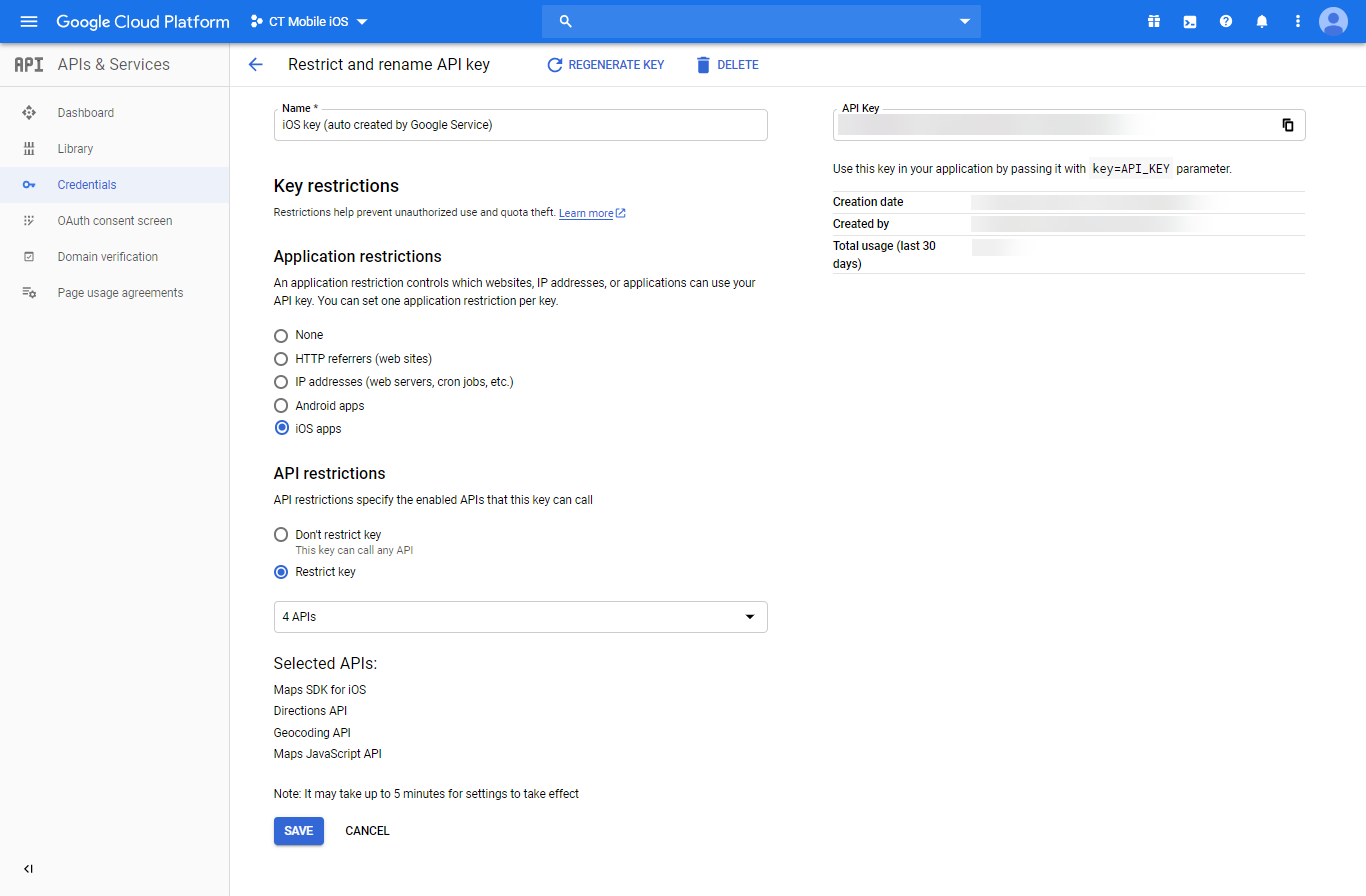 Google Cloud Platform
CT Mobile iOS
API APIs & Services
Restrict and rename API key
REGENERATE KEY
DELETE
Dashboard
Library
Credentials
OAuth consent screen
Domain verification
Page usage agreements
Name *
iOS key (auto created by Google Service)
Key restrictions
Restrictions help prevent unauthorized use and quota theft. Learn more
Application restrictions
An application restriction controls which websites, IP addresses, or applications can use your
API key. You can set one application restriction per key.
None
HTTP referrers (web sites)
IP addresses (web servers, cron jobs, etc.)
Android apps
iOS apps
API restrictions
API restrictions specify the enabled APIs that this key can call
Don't restrict key
This key can call any API
Restrict key
4 APIs
Selected APIs:
Maps SDK for iOS
Directions API
Geocoding API
Maps JavaScript API
Note: It may take up to 5 minutes for settings to take effect
SAVE
CANCEL
API Key
Use this key in your application by passing it with key=API_KEY parameter.
Creation date
Created by
Total usage (last 30
days)